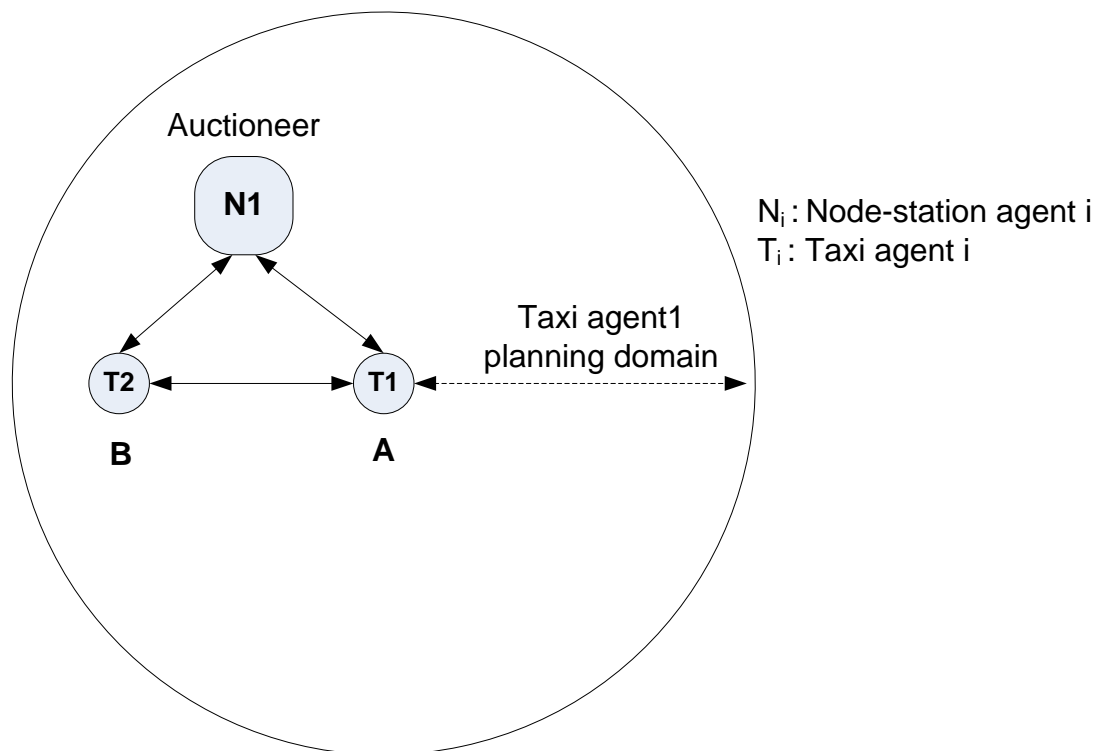 Auctioneer
N1
Ni : Node-station agent i
Ti : Taxi agent i
Taxi agent1
planning domain
T2
T1
B
A